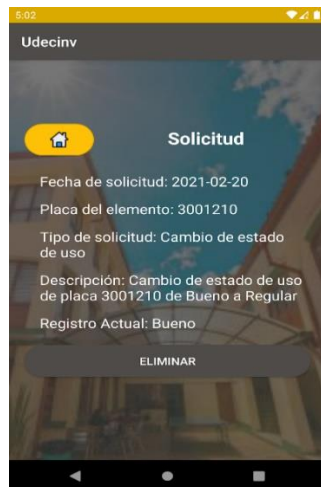 5:02
Udecinv
Solicitud
Fecha de solicitud: 2021-02-20
Placa del elemento: 3001210
Tipo de solicitud: Cambio de estado
de uso
Descripción: Cambio de estado de uso
de placa 3001210 de Bueno a Regular
Registro Actual: Bueno
ELIMINAR